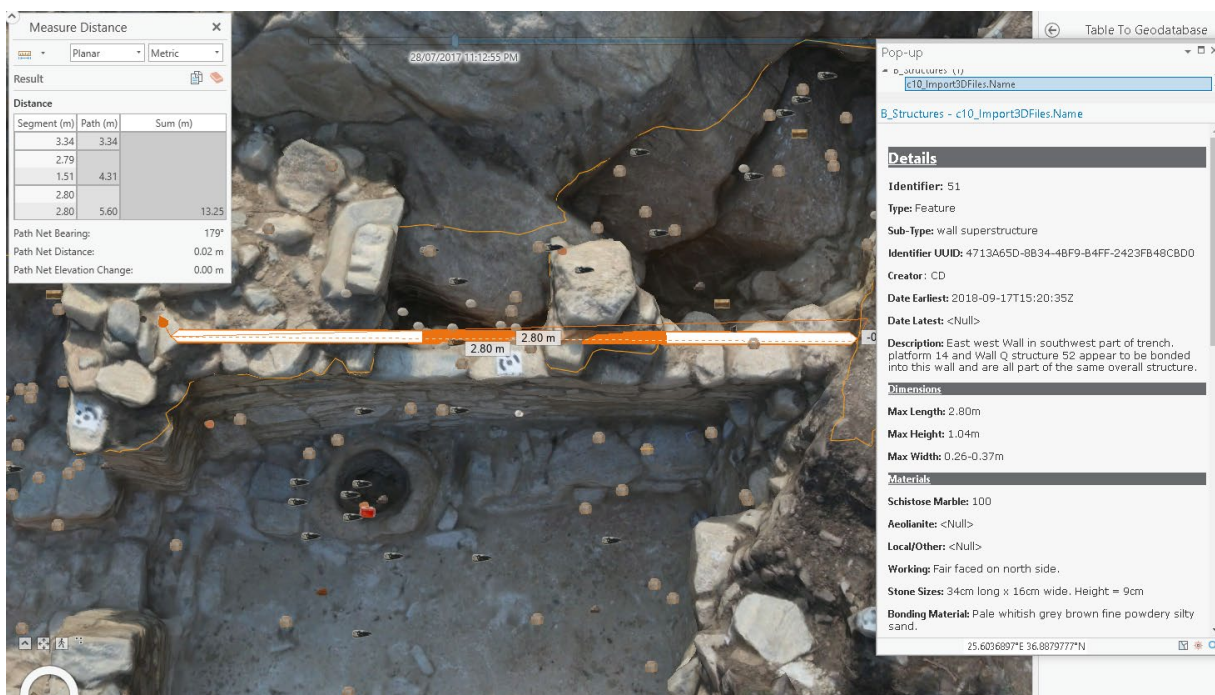 Measure Distance
Planar
Metric
Result
Distance
Segment (m) Path (m) Sum (m)
3.34 3.34
2.79
1.51 4.31
2.80
2.80 5.60 13.25
Path Net Bearing: 179°
Path Net Distance: 0.02 m
Path Net Elevation Change: 0.00 m
28/07/2017 11:12:55 PM
2.80 m
2.80 m
-0
Table To Geodatabase
Pop-up
B_Structures (1)
c10_Import3DFiles.Name
B_Structures - c10_Import3DFiles.Name
Details
Identifier: 51
Type: Feature
Sub-Type: wall superstructure
Identifier UUID: 4713A65D-8B34-4BF9-B4FF-2423FB48CBD0
Creator: CD
Date Earliest: 2018-09-17T15:20:35Z
Date Latest: <Null>
Description: East west Wall in southwest part of trench.
platform 14 and Wall Q structure 52 appear to be bonded
into this wall and are all part of the same overall structure.
Dimensions
Max Length: 2.80m
Max Height: 1.04m
Max Width: 0.26-0.37m
Materials
Schistose Marble: 100
Aeolianite: <Null>
Local/Other: <Null>
Working: Fair faced on north side.
Stone Sizes: 34cm long x 16cm wide. Height = 9cm
Bonding Material: Pale whitish grey brown fine powdery silty
sand.
25.6036897°E 36.8879777°N